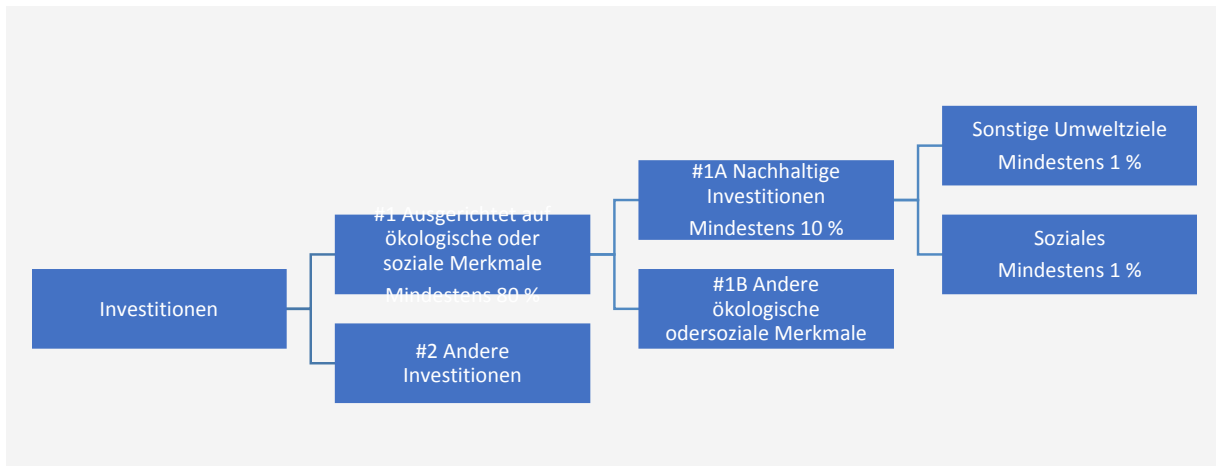 Investitionen
#1 Ausgerichtet auf
ökologische oder
soziale Merkmale
Mindestens 80 %
#2 Andere
Investitionen
#1A Nachhaltige
Investitionen
Mindestens 10 %
#1B Andere
ökologische
odersoziale Merkmale
Sonstige Umweltziele
Mindestens 1 %
Soziales
Mindestens 1 %